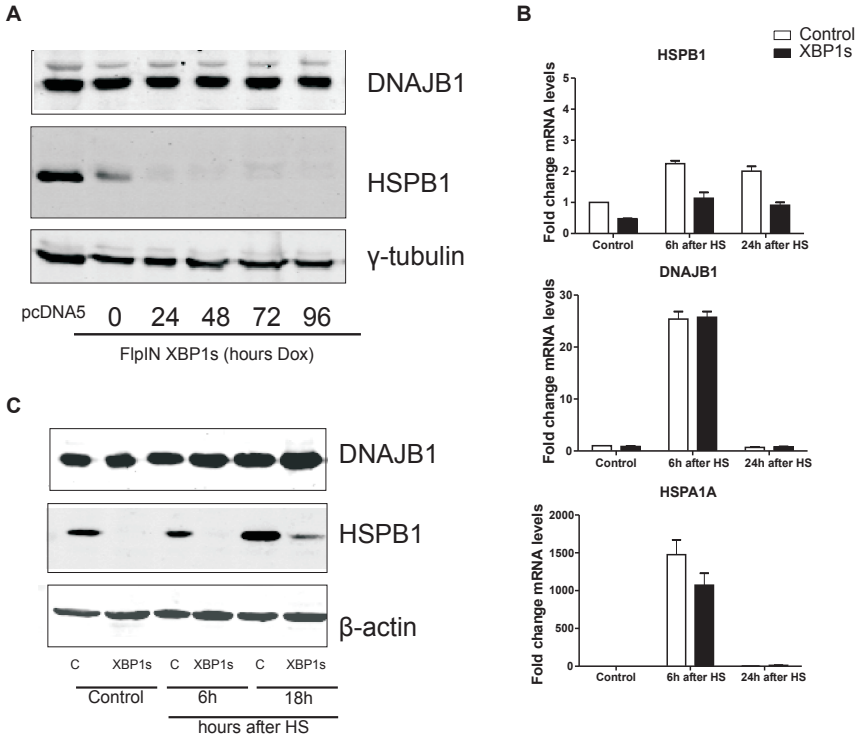 A
DNAJB1
HSPB1
γ-tubulin
pcDNA5 0 24 48 72 96
FlpIN XBP1s (hours Dox)
B
Control
XBP1s
HSPB1
Fold change mRNA levels
5
4
3
2
1
0
Control 6h after HS 24h after HS
DNAJB1
Fold change mRNA levels
30
20
10
0
Control 6h after HS 24h after HS
HSPA1A
Fold change mRNA levels
2000
1500
1000
500
0
Control 6h after HS 24h after HS
C
DNAJB1
HSPB1
β-actin
C XBP1s C XBP1s C XBP1s
Control 6h 18h
hours after HS